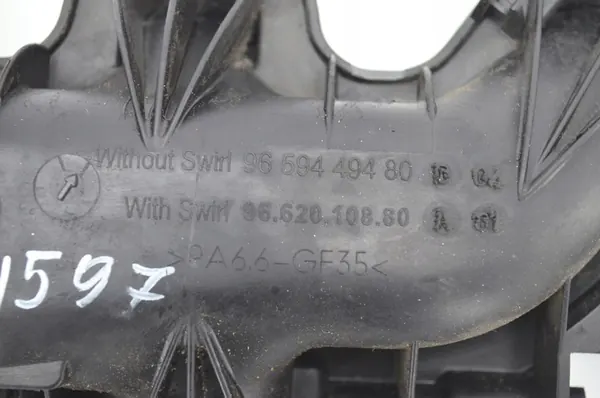 Without Swirl 96 594 494 80
With Swirl 96.620.108.80
>PA6.6-GF35<
1597